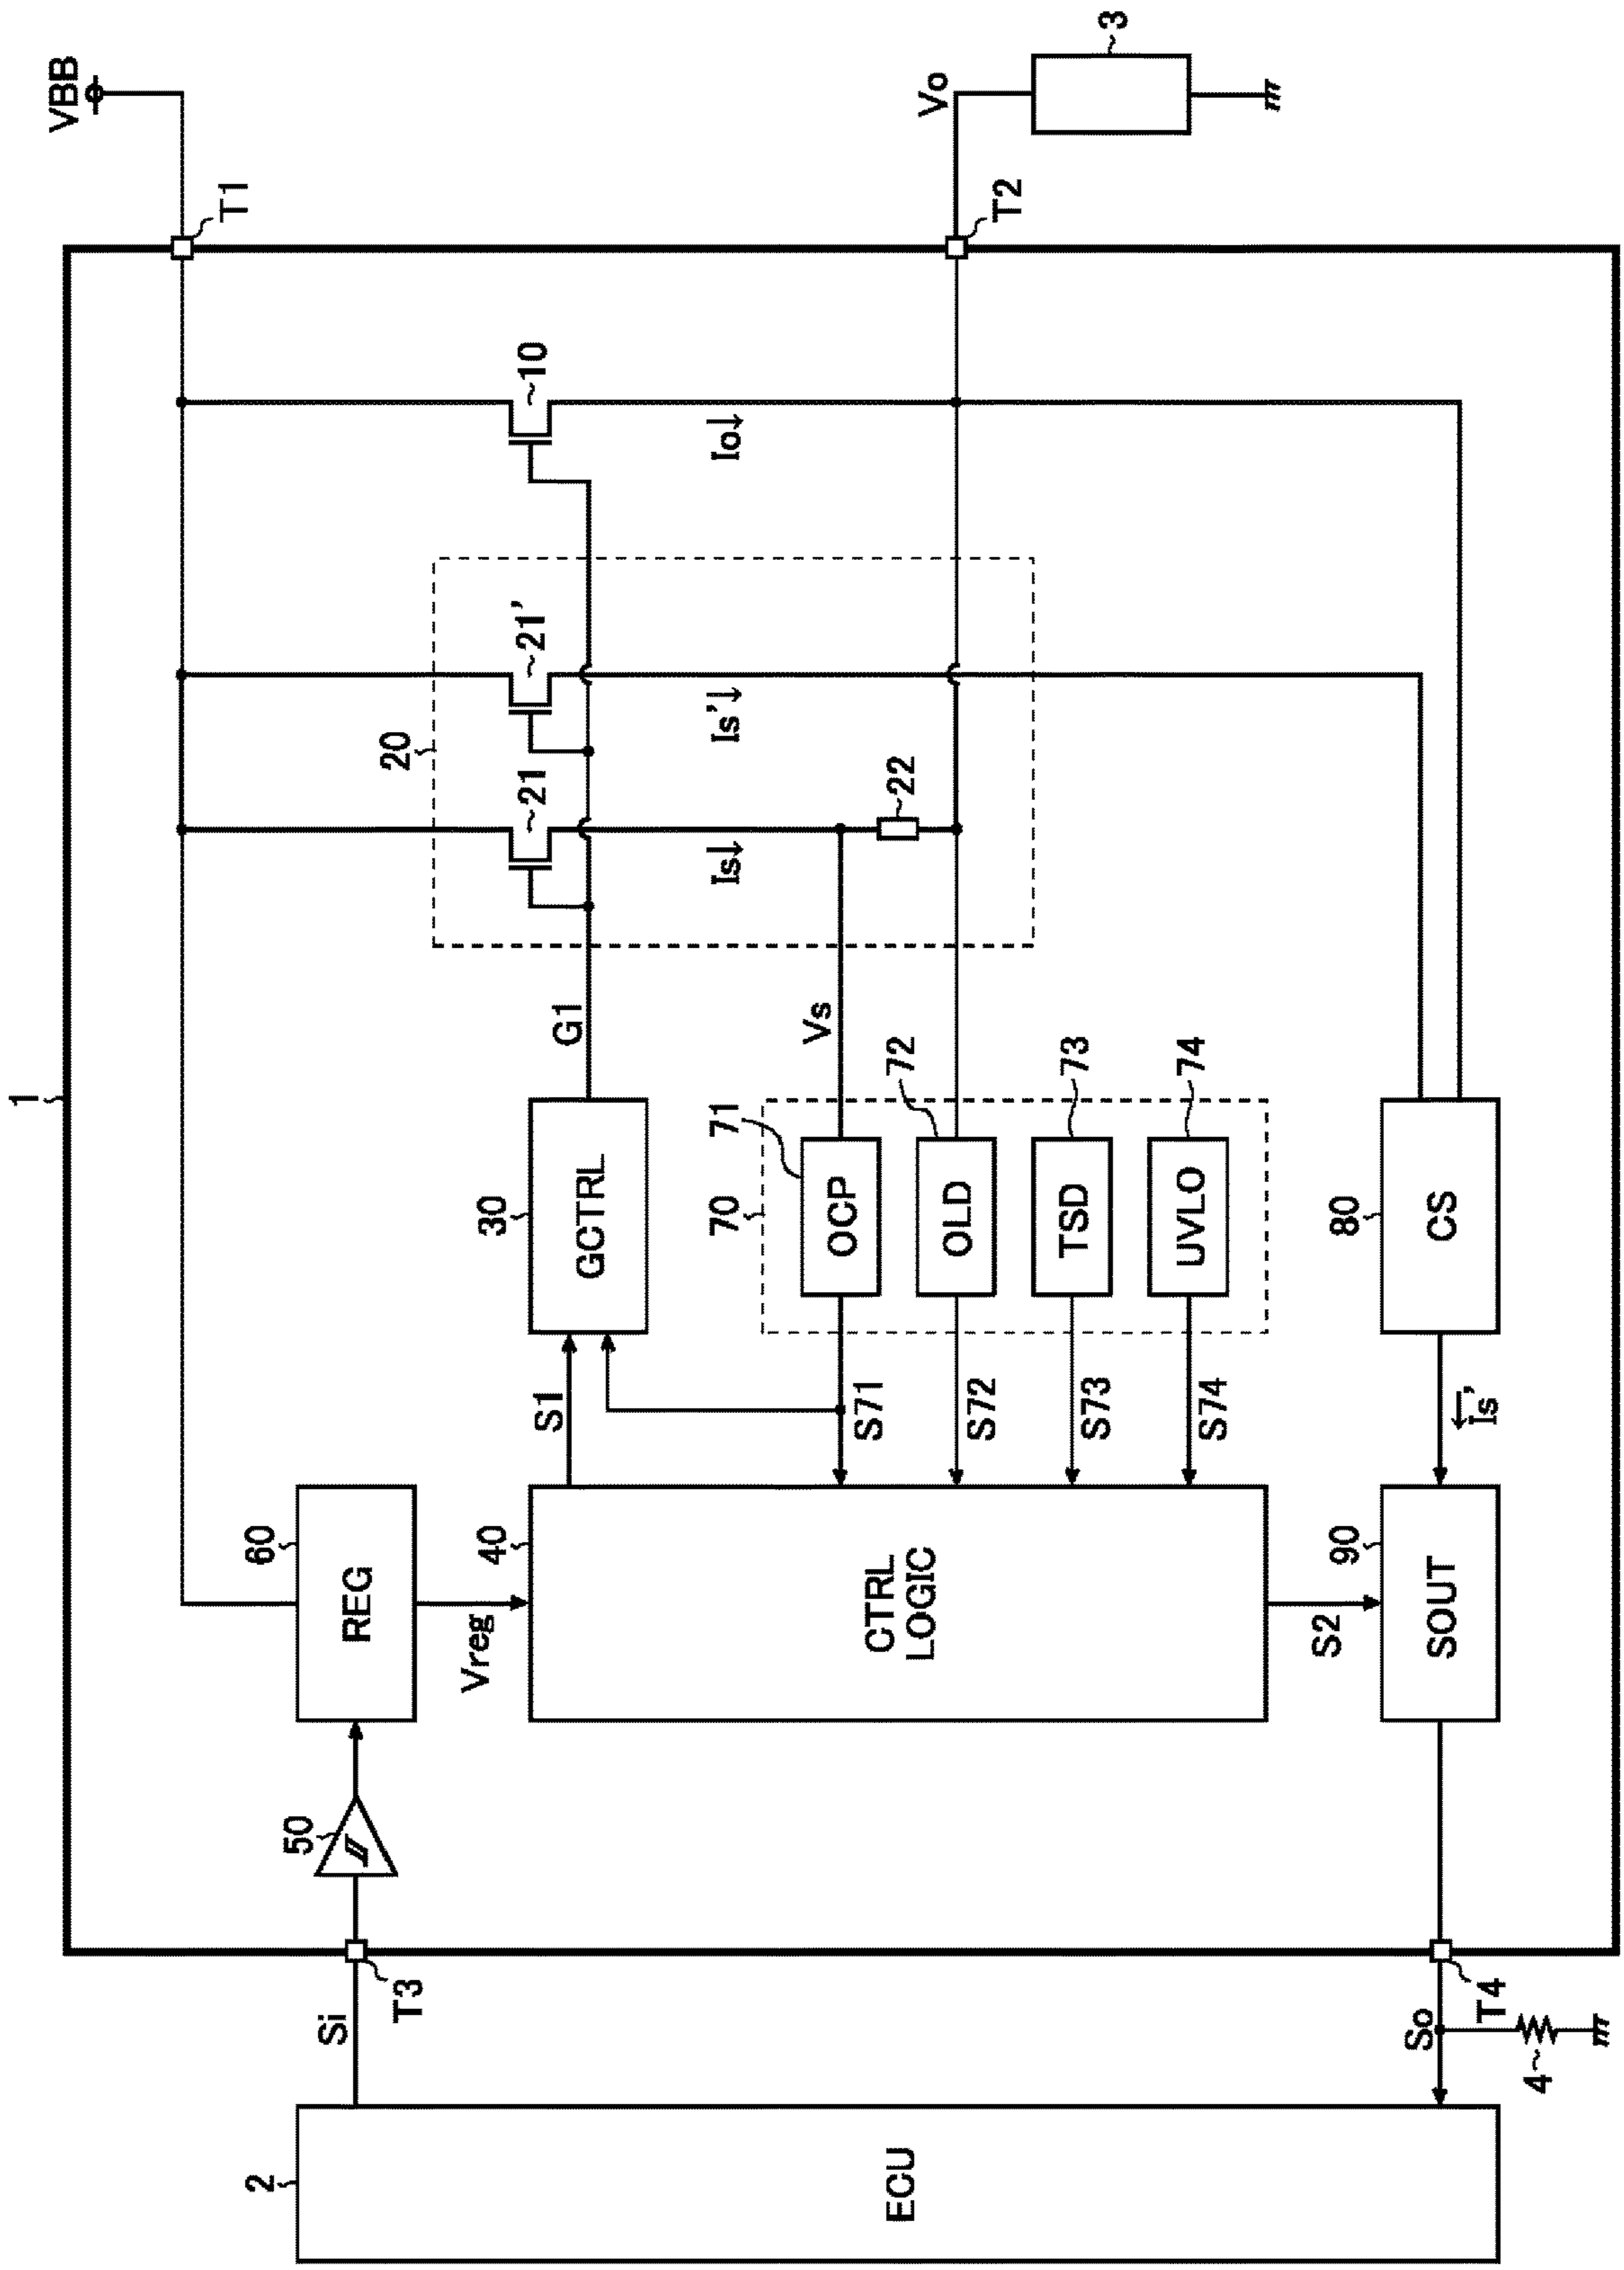 1
VBB
T1
T2
Vo
3
10
Io↓
20
21'
Is'↓
21
Is↓
22
G1
Vs
30
GCTRL
70
71
OCP
72
OLD
73
TSD
74
UVLO
80
CS
S1
S71
S72
S73
S74
Is'
60
REG
Vreg
40
CTRL
LOGIC
S2
90
SOUT
50
T3
Si
T4
So
4
2
ECU